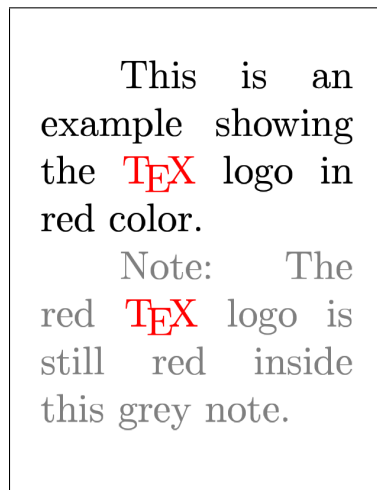 This is an
example showing
the TEX logo in
red color.
Note: The
red TEX logo is
still red inside
this grey note.